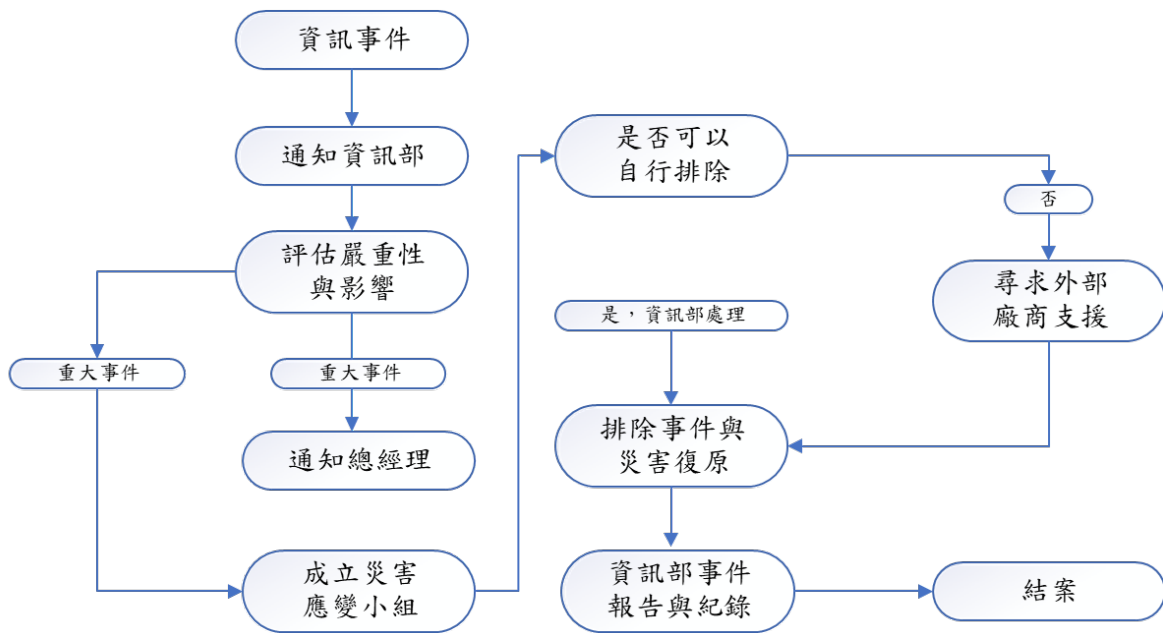 資訊事件
通知資訊部
評估嚴重性
與影響
重大事件
重大事件
通知總經理
成立災害
應變小組
是否可以
自行排除
否
尋求外部
廠商支援
是，資訊部處理
排除事件與
災害復原
資訊部事件
報告與紀錄
結案